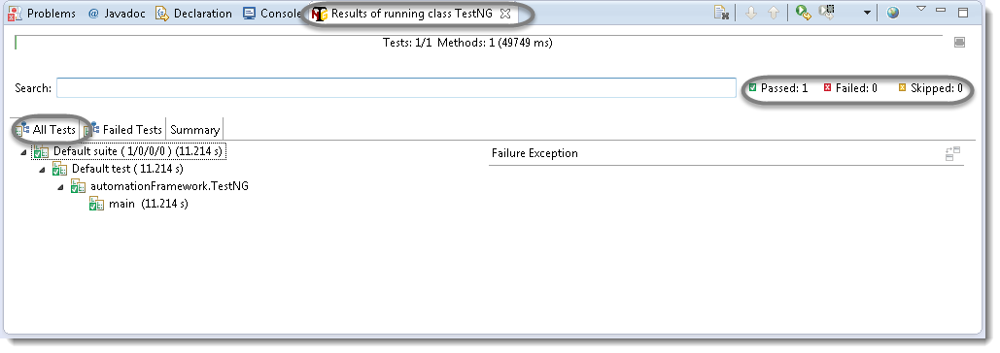 Problems @ Javadoc Declaration Console Results of running class TestNG
Tests: 1/1 Methods: 1 (49749 ms)
Search: Passed: 1 Failed: 0 Skipped: 0
All Tests Failed Tests Summary
Default suite ( 1/0/0/0 ) (11.214 s) Failure Exception
Default test ( 11.214 s)
automationFramework.TestNG
main (11.214 s)